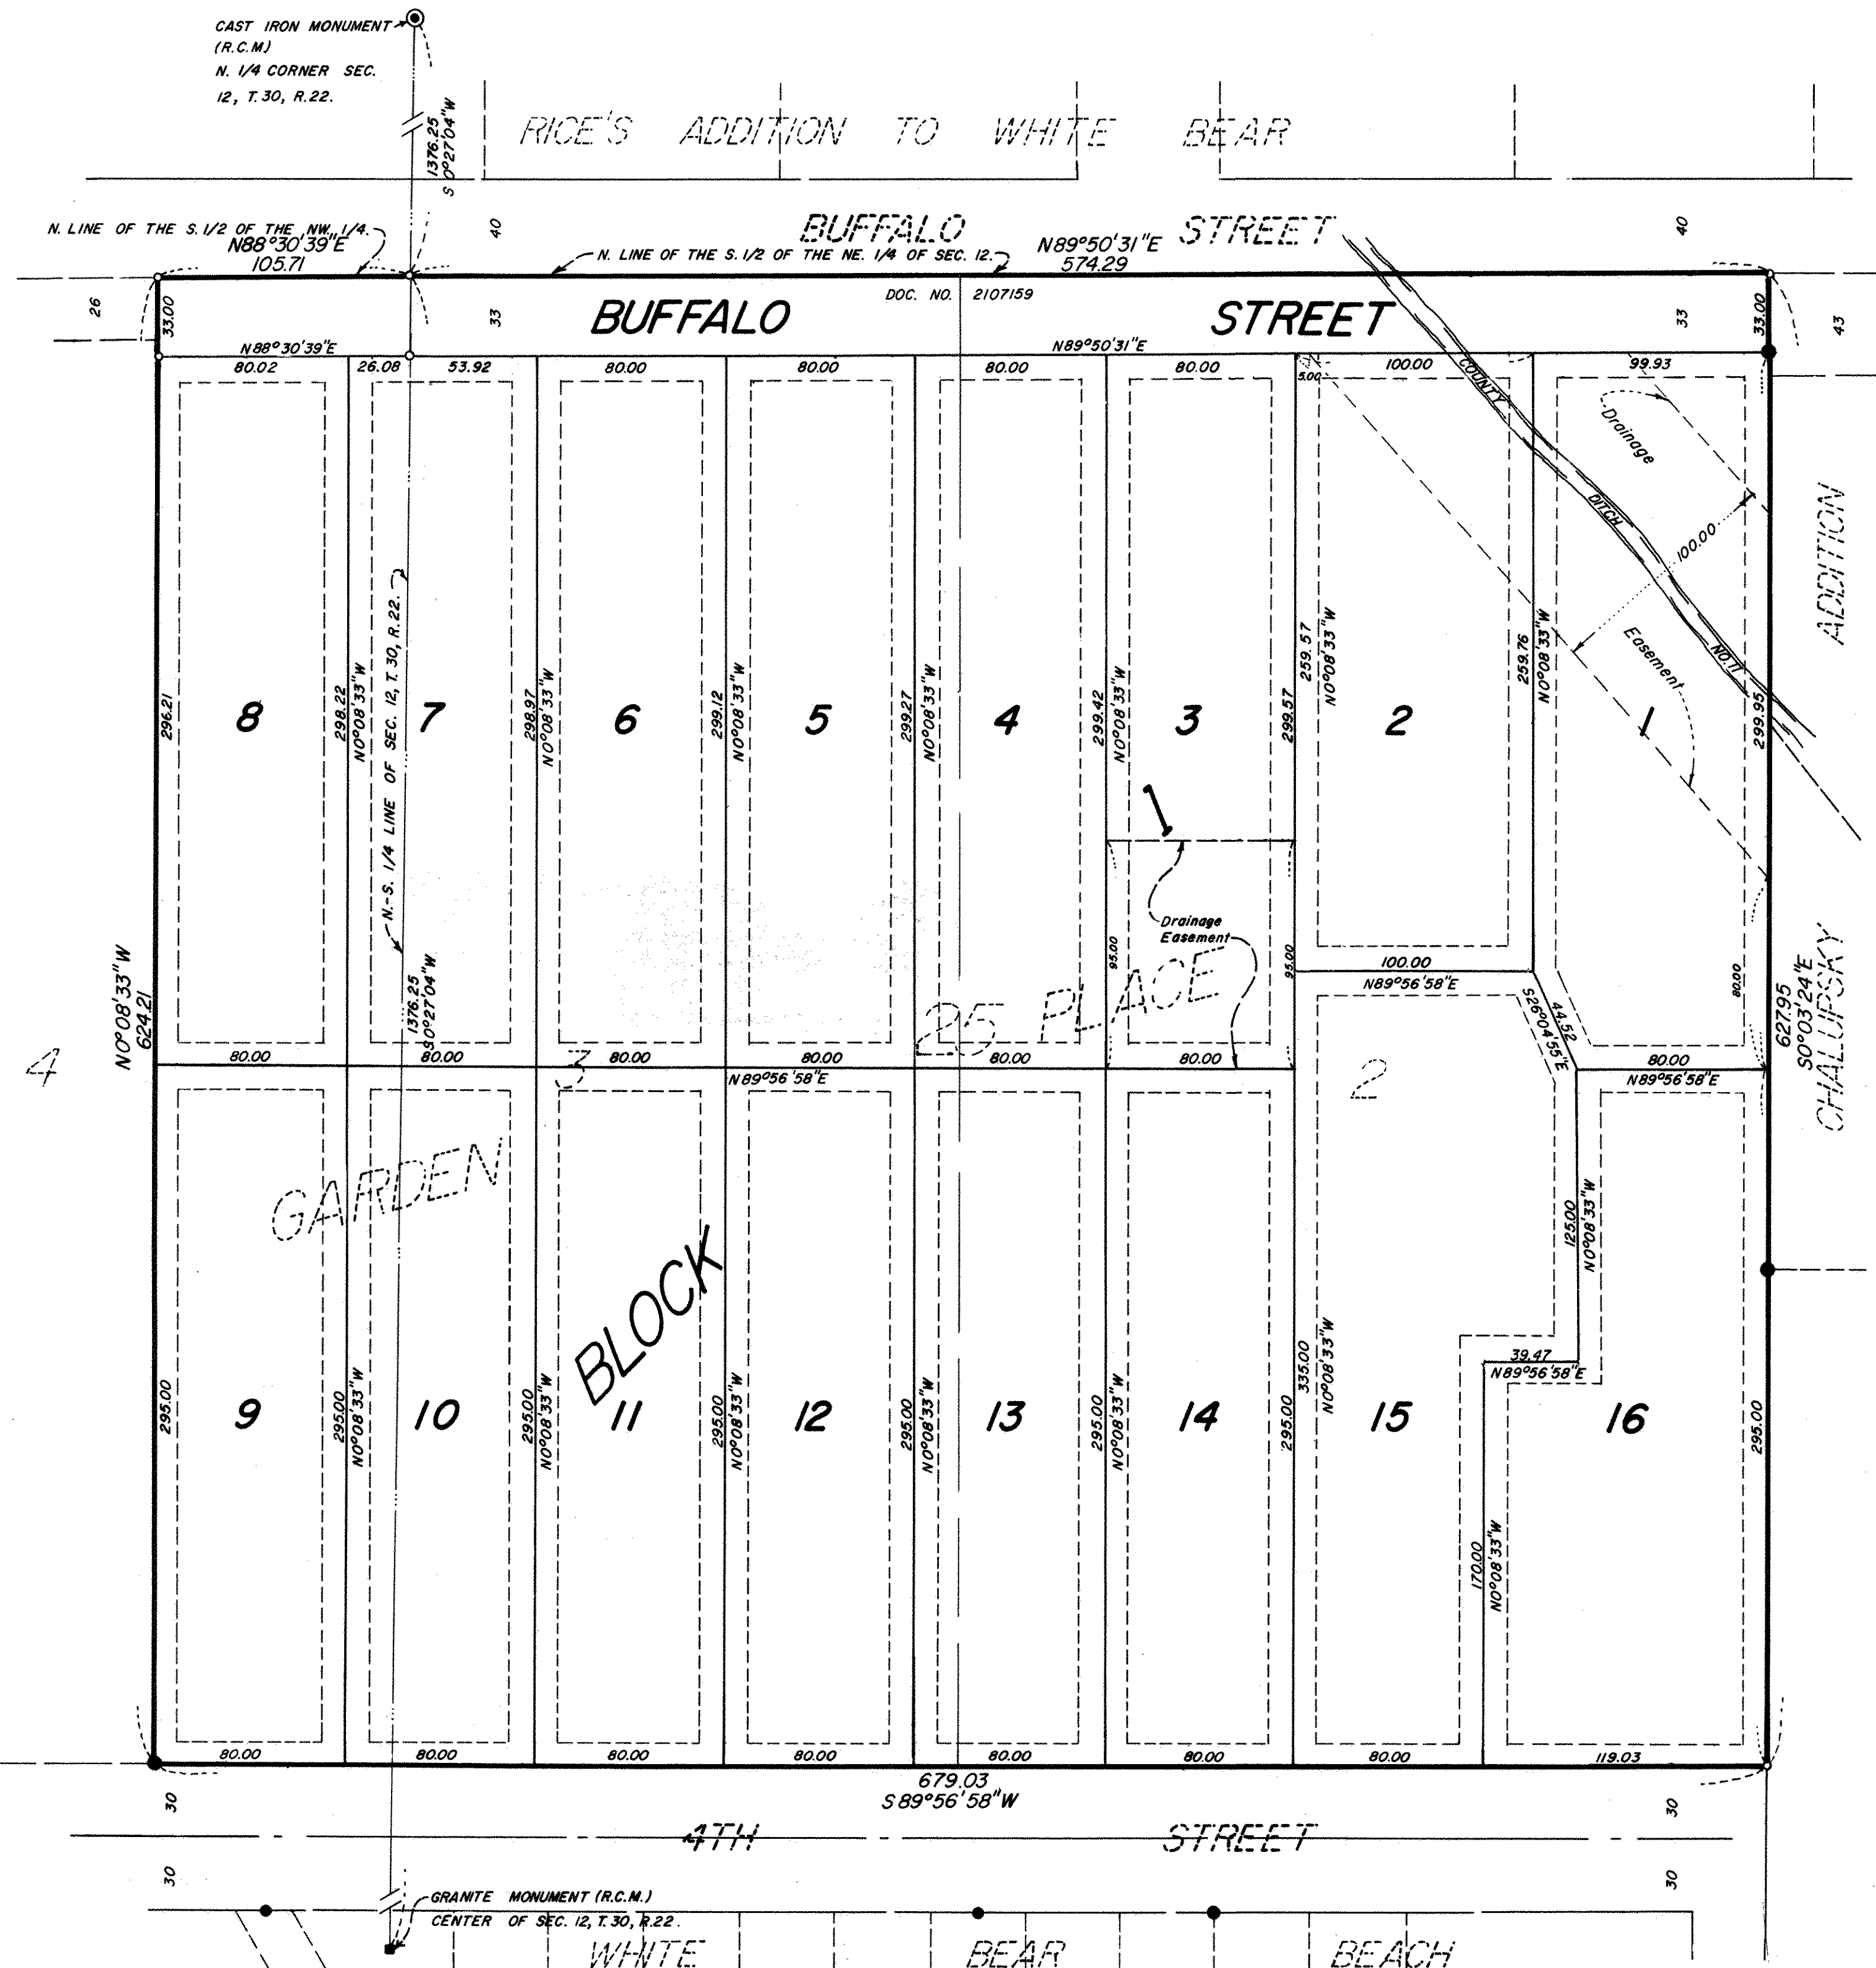 CAST IRON MONUMENT
(R.C.M)
N. 1/4 CORNER SEC.
12, T.30, R.22.
1376.25
S0°27'04"W
RICE'S ADDITION TO WHITE BEAR
N. LINE OF THE S.1/2 OF THE NW. 1/4.
N88°30'39"E
105.71
40
BUFFALO STREET
N. LINE OF THE S.1/2 OF THE NE. 1/4 OF SEC. 12.
N89°50'31"E
574.29
40
26
33.00
33
BUFFALO STREET
DOC. NO. 2107159
33
33.00
43
N88°30'39"E
N89°50'31"E
80.02
26.08
53.92
80.00
80.00
80.00
80.00
5.00
100.00
99.93
COUNTY DITCH NO.11
Drainage
Easement
100.00
ADDITION
CHALUPSKY
296.21
8
298.22
N0°08'33"W
7
N.-S. 1/4 LINE OF SEC. 12, T.30, R.22.
298.97
N0°08'33"W
6
299.12
N0°08'33"W
5
299.27
N0°08'33"W
4
299.42
N0°08'33"W
3
299.57
259.57
N0°08'33"W
2
259.76
N0°08'33"W
1
299.95
1
Drainage
Easement
95.00
95.00
80.00
100.00
N89°56'58"E
S26°04'55"E
44.52
N0°08'33"W
624.21
1376.25
S0°27'04"W
627.95
S0°03'24"E
4
3
25 PLACE
2
80.00
80.00
80.00
80.00
80.00
80.00
80.00
N89°56'58"E
N89°56'58"E
GARDEN
BLOCK
125.00
N0°08'33"W
39.47
N89°56'58"E
295.00
9
295.00
N0°08'33"W
10
295.00
N0°08'33"W
11
295.00
N0°08'33"W
12
295.00
N0°08'33"W
13
295.00
N0°08'33"W
14
295.00
335.00
N0°08'33"W
15
170.00
N0°08'33"W
16
295.00
80.00
80.00
80.00
80.00
80.00
80.00
80.00
119.03
679.03
S89°56'58"W
30
30
4TH STREET
30
30
GRANITE MONUMENT (R.C.M.)
CENTER OF SEC. 12, T.30, R.22.
WHITE BEAR BEACH